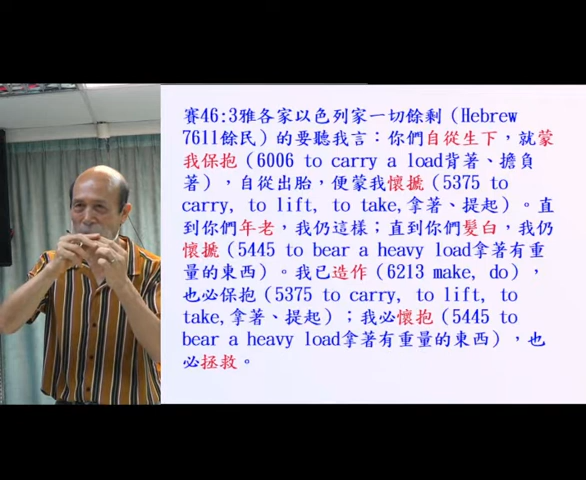 賽46:3雅各家以色列家一切餘剩（Hebrew
7611餘民）的要聽我言：你們自從生下，就蒙
我保抱（6006 to carry a load背著、擔負
著），自從出胎，便蒙我懷搋（5375 to
carry, to lift, to take,拿著、提起）。直
到你們年老，我仍這樣；直到你們髮白，我仍
懷搋（5445 to bear a heavy load拿著有重
量的東西）。我已造作（6213 make, do），
也必保抱（5375 to carry, to lift, to
take,拿著、提起）；我必懷抱（5445 to
bear a heavy load拿著有重量的東西），也
必拯救。